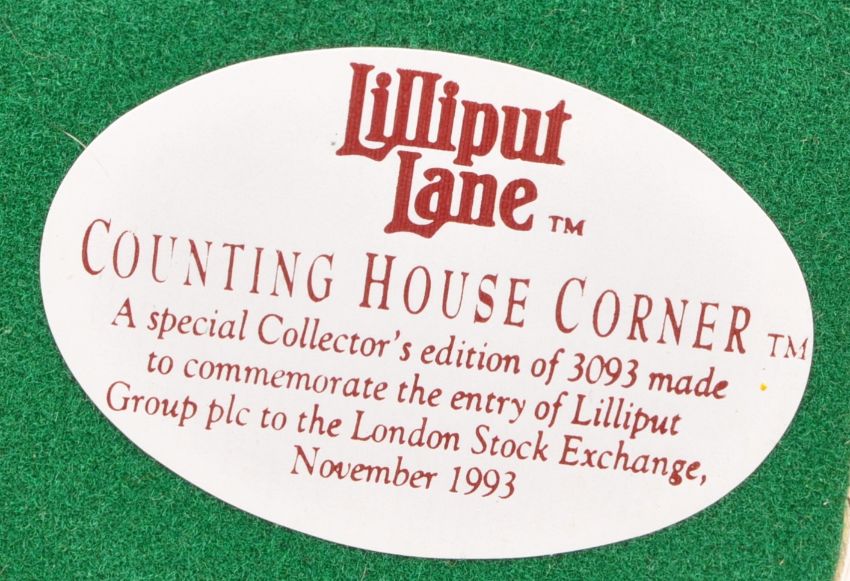 Lilliput
Lane ™
COUNTING HOUSE CORNER ™
A special Collector's edition of 3093 made
to commemorate the entry of Lilliput
Group plc to the London Stock Exchange,
November 1993